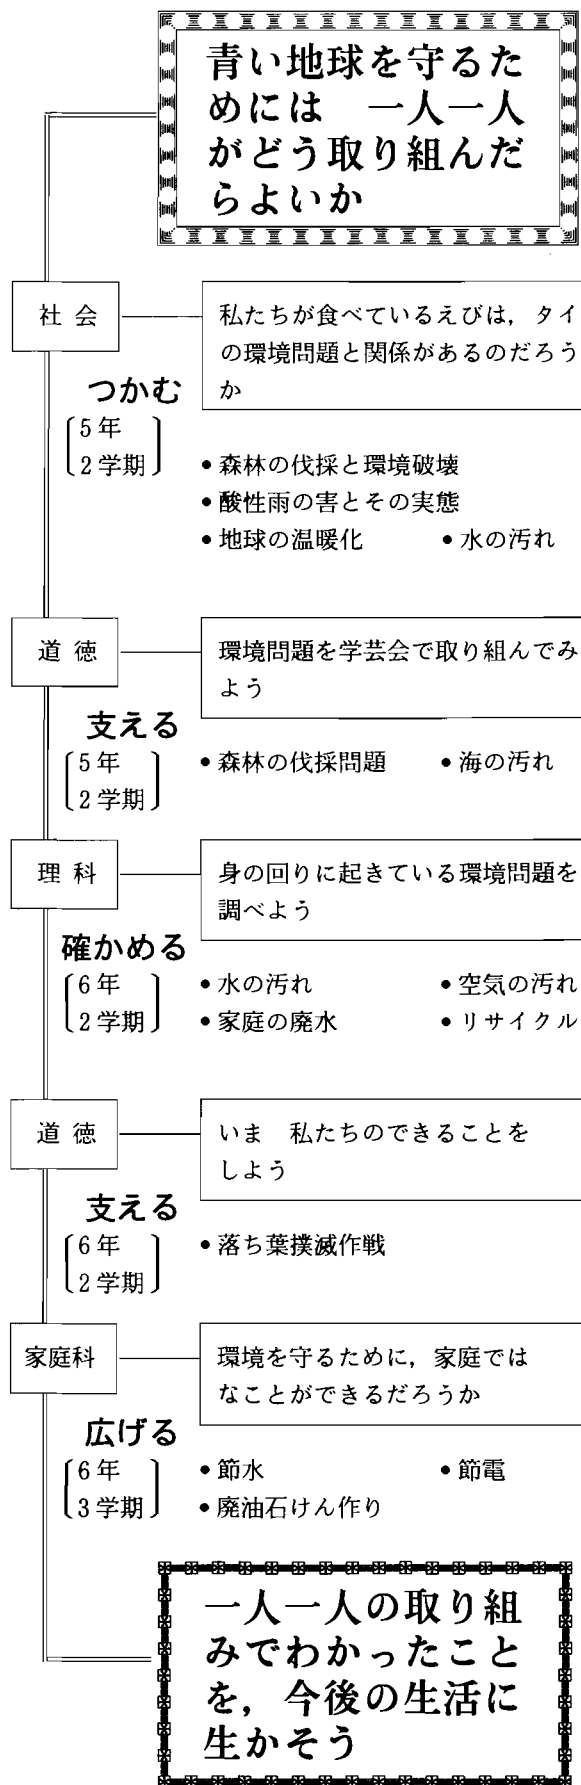 青い地球を守るた
めには　一人一人
がどう取り組んだ
らよいか
社会
私たちが食べているえびは，タイ
の環境問題と関係があるのだろう
か
つかむ
5年
2学期
• 森林の伐採と環境破壊
• 酸性雨の害とその実態
• 地球の温暖化　• 水の汚れ
道徳
環境問題を学芸会で取り組んでみ
よう
支える
5年
2学期
• 森林の伐採問題　• 海の汚れ
理科
身の回りに起きている環境問題を
調べよう
確かめる
6年
2学期
• 水の汚れ　• 空気の汚れ
• 家庭の廃水　• リサイクル
道徳
いま　私たちのできることを
しよう
支える
6年
2学期
• 落ち葉撲滅作戦
家庭科
環境を守るために，家庭では
なことができるだろうか
広げる
6年
3学期
• 節水　• 節電
• 廃油石けん作り
一人一人の取り組
みでわかったこと
を，今後の生活に
生かそう